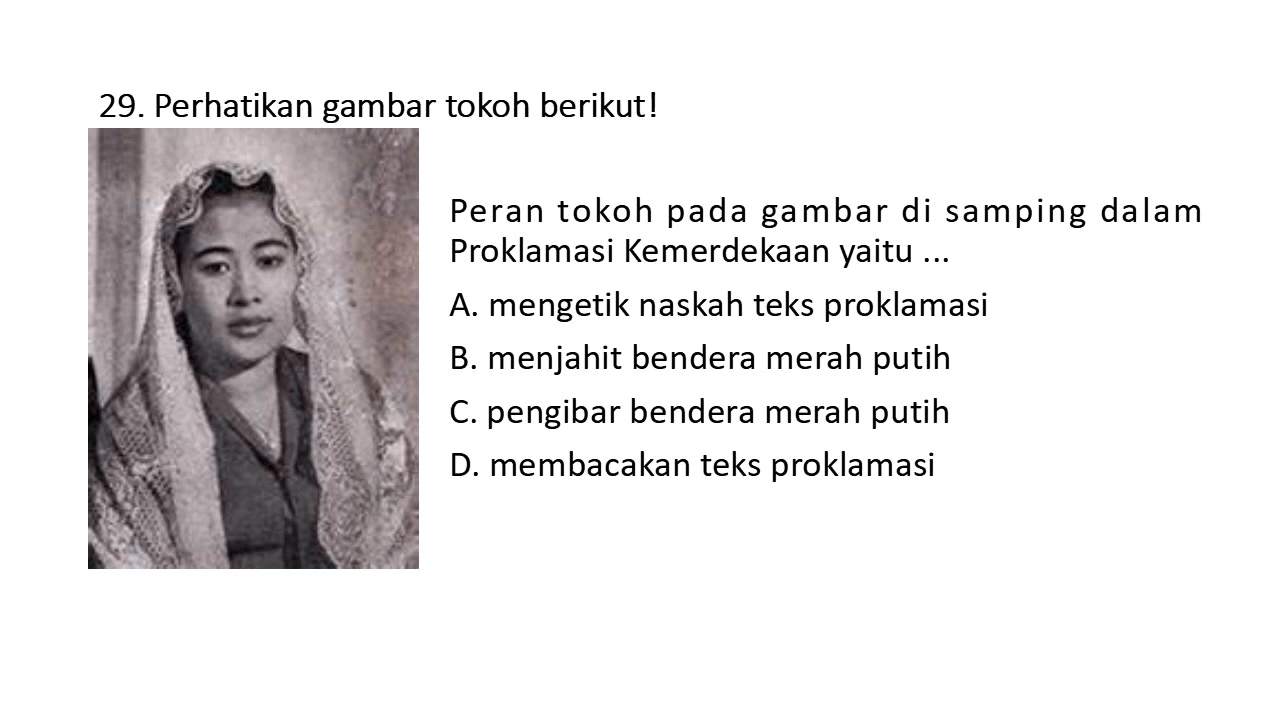 29. Perhatikan gambar tokoh berikut!
Peran tokoh pada gambar di samping dalam
Proklamasi Kemerdekaan yaitu ...
A. mengetik naskah teks proklamasi
B. menjahit bendera merah putih
C. pengibar bendera merah putih
D. membacakan teks proklamasi